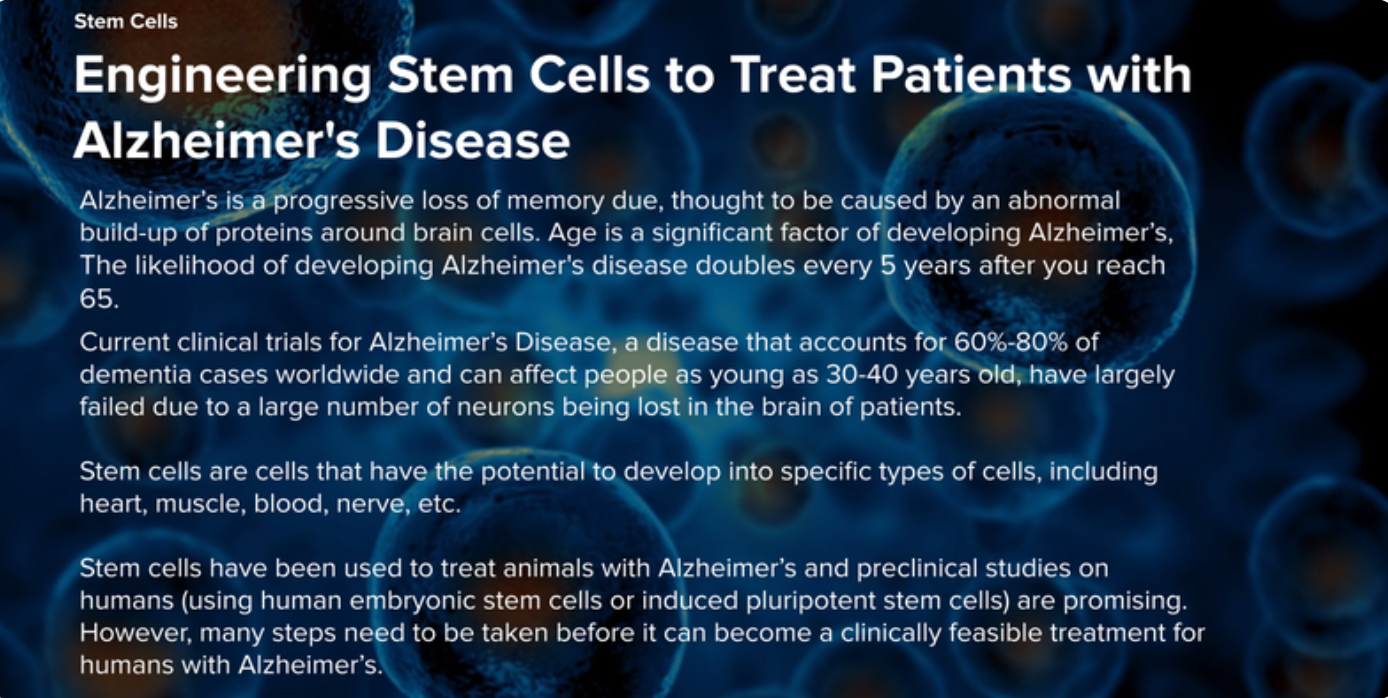 Stem Cells
Engineering Stem Cells to Treat Patients with
Alzheimer's Disease
Alzheimer’s is a progressive loss of memory due, thought to be caused by an abnormal
build-up of proteins around brain cells. Age is a significant factor of developing Alzheimer’s,
The likelihood of developing Alzheimer's disease doubles every 5 years after you reach
65.
Current clinical trials for Alzheimer’s Disease, a disease that accounts for 60%-80% of
dementia cases worldwide and can affect people as young as 30-40 years old, have largely
failed due to a large number of neurons being lost in the brain of patients.
Stem cells are cells that have the potential to develop into specific types of cells, including
heart, muscle, blood, nerve, etc.
Stem cells have been used to treat animals with Alzheimer’s and preclinical studies on
humans (using human embryonic stem cells or induced pluripotent stem cells) are promising.
However, many steps need to be taken before it can become a clinically feasible treatment for
humans with Alzheimer’s.